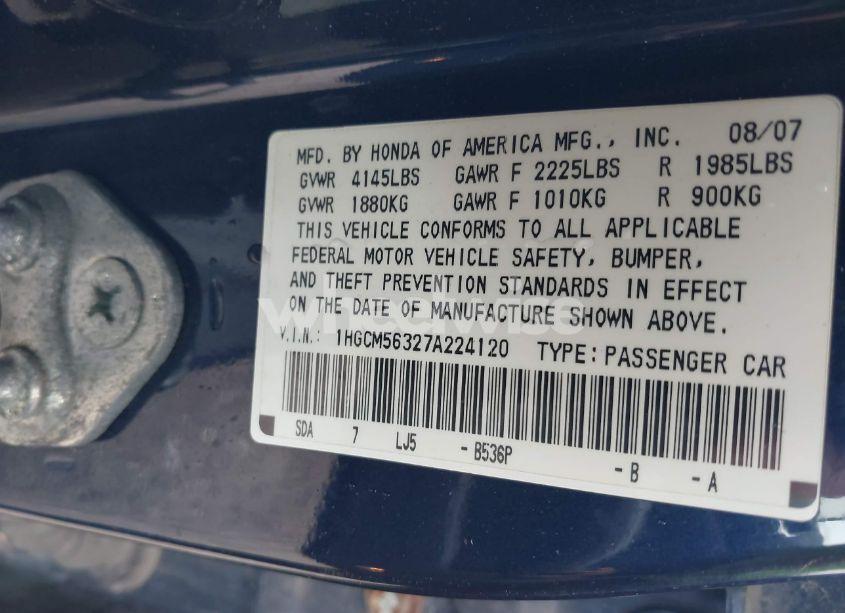 MFD. BY HONDA OF AMERICA MFG., INC. 08/07
GVWR 4145LBS GAWR F 2225LBS R 1985LBS
GVWR 1880KG GAWR F 1010KG R 900KG
THIS VEHICLE CONFORMS TO ALL APPLICABLE
FEDERAL MOTOR VEHICLE SAFETY, BUMPER,
AND THEFT PREVENTION STANDARDS IN EFFECT
ON THE DATE OF MANUFACTURE SHOWN ABOVE.
V.I.N.: 1HGCM56327A224120 TYPE: PASSENGER CAR
SDA 7 LJ5 - B536P - B - A
wheelwise